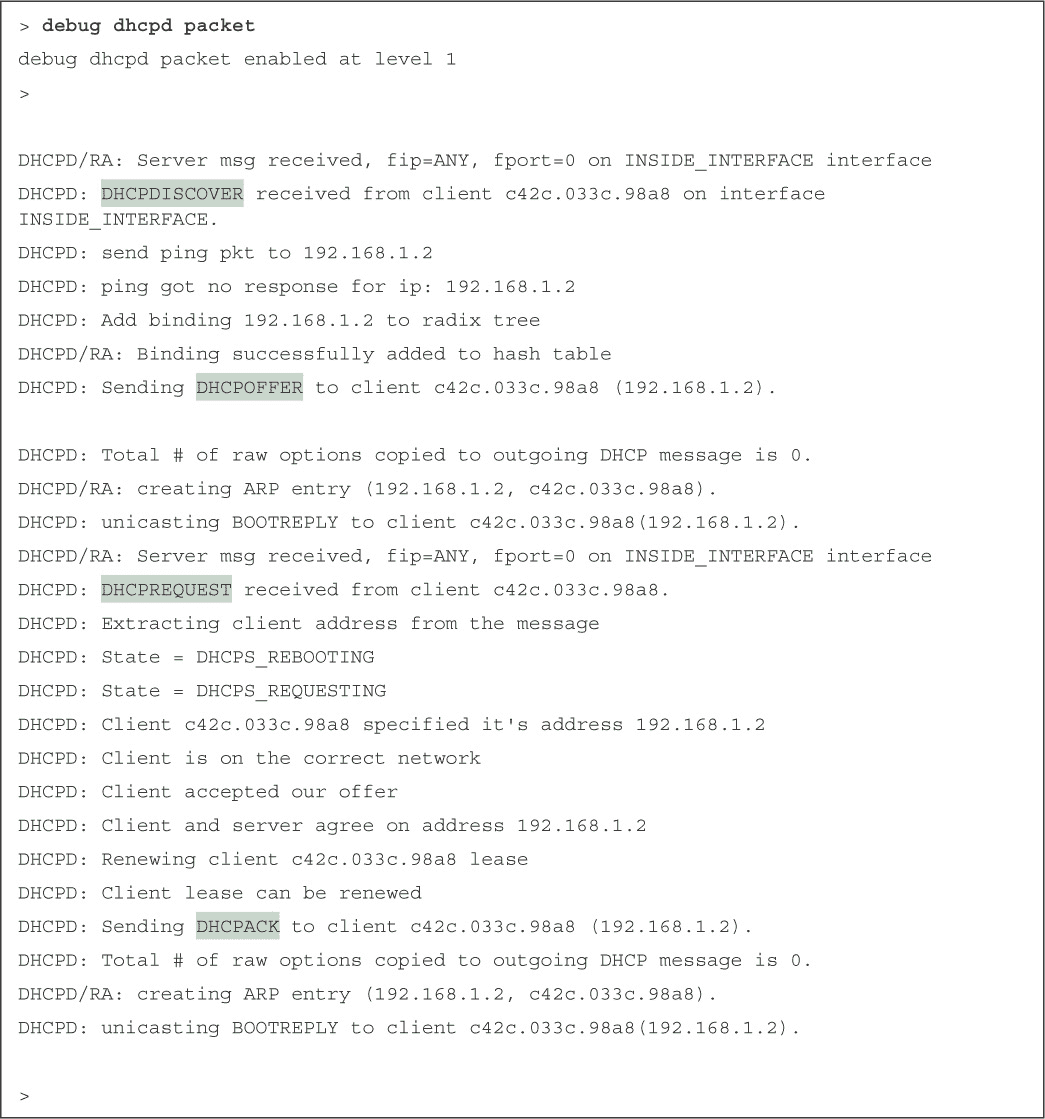 > debug dhcpd packet
debug dhcpd packet enabled at level 1
>
DHCPD/RA: Server msg received, fip=ANY, fport=0 on INSIDE_INTERFACE interface
DHCPD: DHCPDISCOVER received from client c42c.033c.98a8 on interface
INSIDE_INTERFACE.
DHCPD: send ping pkt to 192.168.1.2
DHCPD: ping got no response for ip: 192.168.1.2
DHCPD: Add binding 192.168.1.2 to radix tree
DHCPD/RA: Binding successfully added to hash table
DHCPD: Sending DHCPOFFER to client c42c.033c.98a8 (192.168.1.2).
DHCPD: Total # of raw options copied to outgoing DHCP message is 0.
DHCPD/RA: creating ARP entry (192.168.1.2, c42c.033c.98a8).
DHCPD: unicasting BOOTREPLY to client c42c.033c.98a8(192.168.1.2).
DHCPD/RA: Server msg received, fip=ANY, fport=0 on INSIDE_INTERFACE interface
DHCPD: DHCPREQUEST received from client c42c.033c.98a8.
DHCPD: Extracting client address from the message
DHCPD: State = DHCPS_REBOOTING
DHCPD: State = DHCPS_REQUESTING
DHCPD: Client c42c.033c.98a8 specified it's address 192.168.1.2
DHCPD: Client is on the correct network
DHCPD: Client accepted our offer
DHCPD: Client and server agree on address 192.168.1.2
DHCPD: Renewing client c42c.033c.98a8 lease
DHCPD: Client lease can be renewed
DHCPD: Sending DHCPACK to client c42c.033c.98a8 (192.168.1.2).
DHCPD: Total # of raw options copied to outgoing DHCP message is 0.
DHCPD/RA: creating ARP entry (192.168.1.2, c42c.033c.98a8).
DHCPD: unicasting BOOTREPLY to client c42c.033c.98a8(192.168.1.2).
>